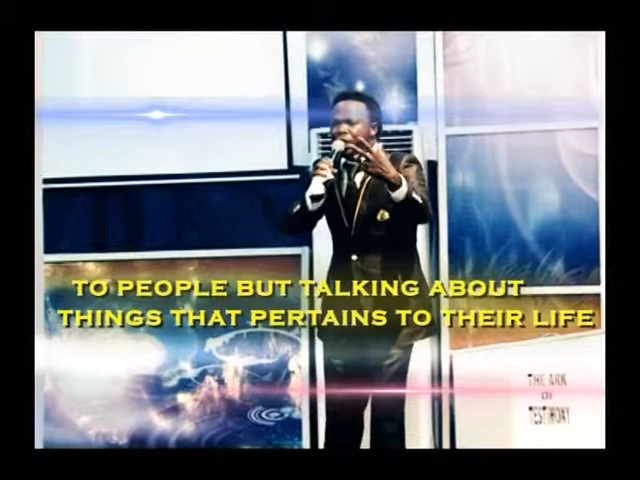 TO PEOPLE BUT TALKING ABOUT
THINGS THAT PERTAINS TO THEIR LIFE
THE ARK
OF
TESTIMONY